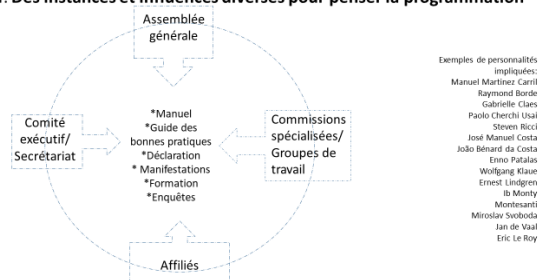 Des instances et influences diverses pour penser la programmation
Assemblée
générale
Comité
exécutif/
Secrétariat
*Manuel
*Guide des
bonnes pratiques
*Déclaration
* Manifestations
*Formation
*Enquêtes
Commissions
spécialisées/
Groupes de
travail
Affiliés
Exemples de personnalités
impliquées:
Manuel Martinez Carril
Raymond Borde
Gabrielle Claes
Paolo Cherchi Usai
Steven Ricci
José Manuel Costa
João Bénard da Costa
Enno Patalas
Wolfgang Klaue
Ernest Lindgren
Ib Monty
Montesanti
Miroslav Svoboda
Jan de Vaal
Eric Le Roy